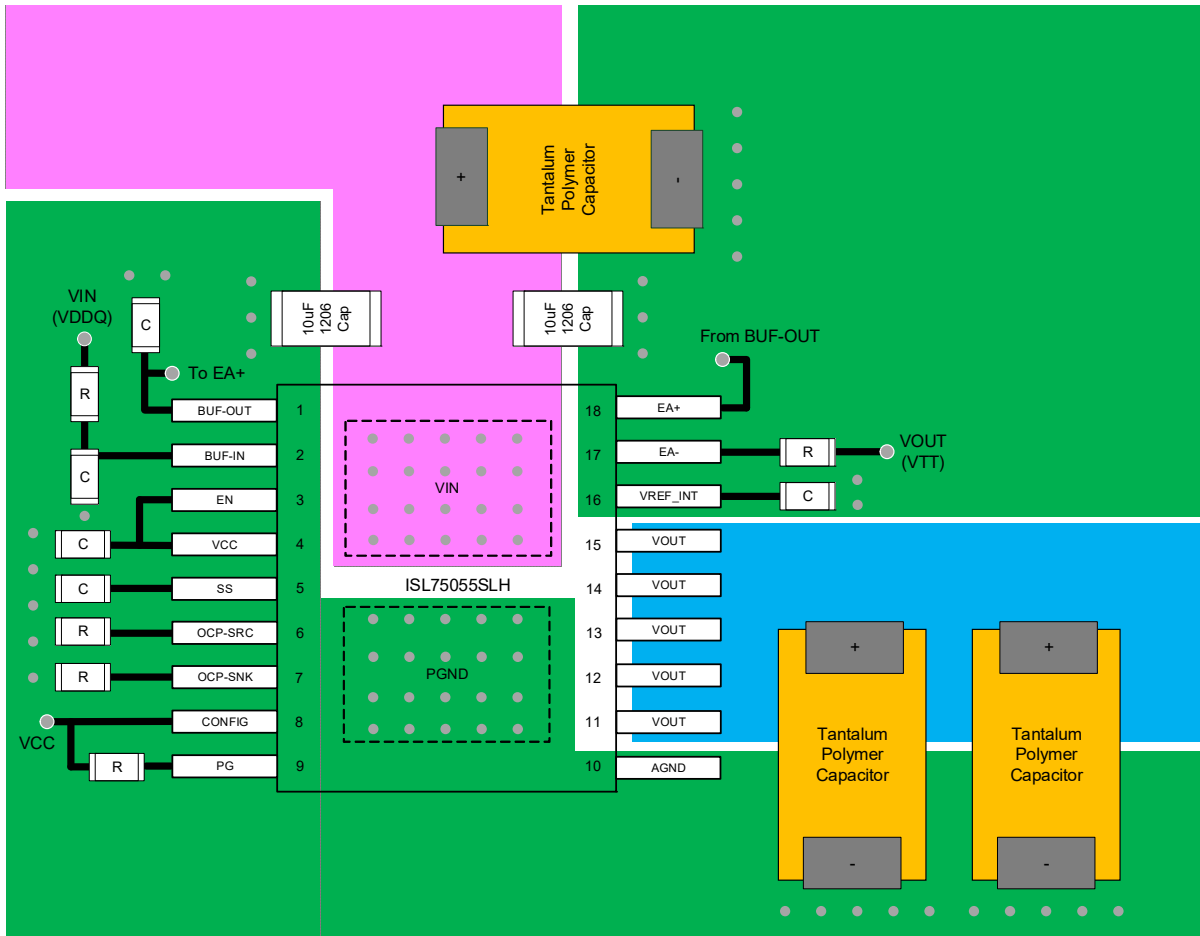 +
-
Tantalum
Polymer
Capacitor
VIN
(VDDQ)
C
10uF
1206
Cap
10uF
1206
Cap
From BUF-OUT
To EA+
R
BUF-OUT
1
18
EA+
BUF-IN
2
17
EA-
R
VOUT
(VTT)
C
EN
3
VIN
16
VREF_INT
C
C
VCC
4
15
VOUT
C
SS
5
ISL75055SLH
14
VOUT
R
OCP-SRC
6
13
VOUT
+
+
R
OCP-SNK
7
PGND
12
VOUT
CONFIG
8
11
VOUT
VCC
R
PG
9
10
AGND
Tantalum
Polymer
Capacitor
Tantalum
Polymer
Capacitor
-
-